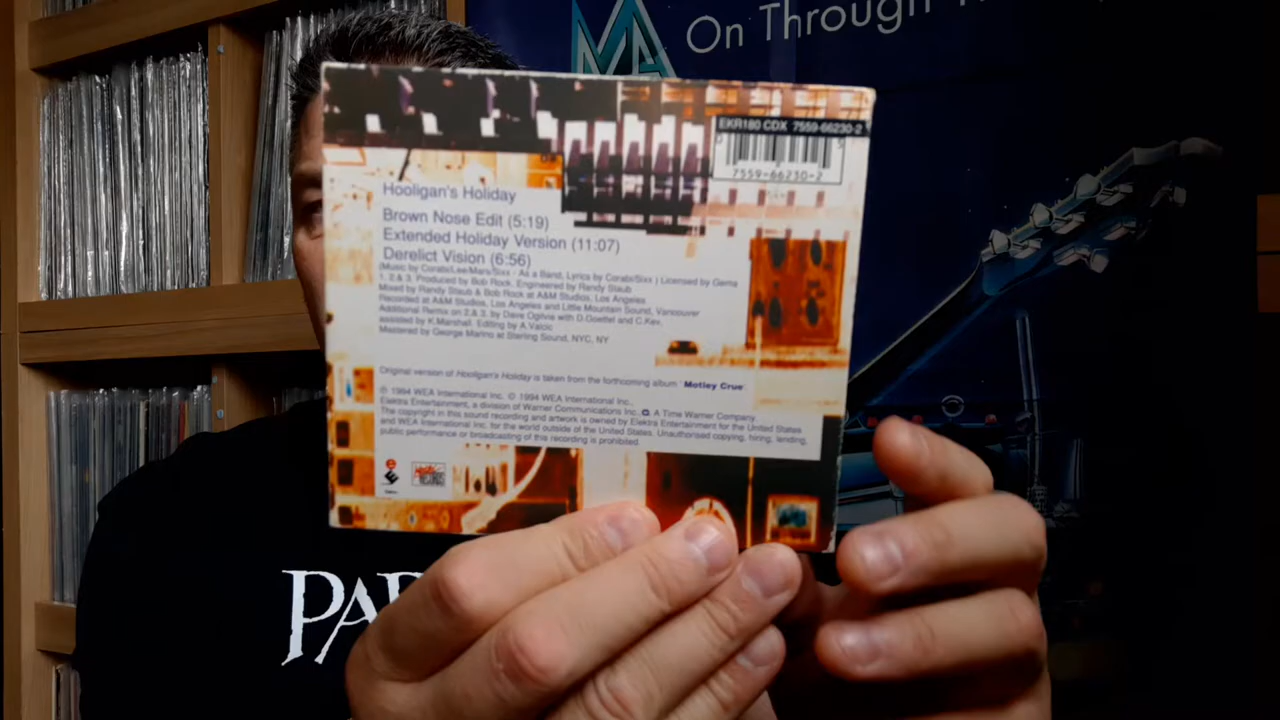 On Through
EKR180 CDX 7559-66230-2
7559-66230-2
Hooligan's Holiday
Brown Nose Edit (5:19)
Extended Holiday Version (11:07)
Derelict Vision (6:56)
(Music by Corabi/Lee/Mars/Sixx - As a Band, Lyrics by Corabi/Sixx ) Licensed by Gema
1, 2 & 3. Produced by Bob Rock. Engineered by Randy Staub
Mixed by Randy Staub & Bob Rock at A&M Studios, Los Angeles
Recorded at A&M Studios, Los Angeles and Little Mountain Sound, Vancouver
Additional Remix on 2 & 3. by Dave Ogilvie with D.Goettel and C.Key,
assisted by K.Marshall. Editing by A.Valcic
Mastered by George Marino at Sterling Sound, NYC, NY
Original version of Hooligan's Holiday is taken from the forthcoming album 'Motley Crue'
℗ 1994 WEA International Inc. © 1994 WEA International Inc.,
Elektra Entertainment, a division of Warner Communications Inc. A Time Warner Company.
The copyright in this sound recording and artwork is owned by Elektra Entertainment for the United States
and WEA International Inc. for the world outside of the United States. Unauthorised copying, hiring, lending,
public performance or broadcasting of this recording is prohibited.
PAR